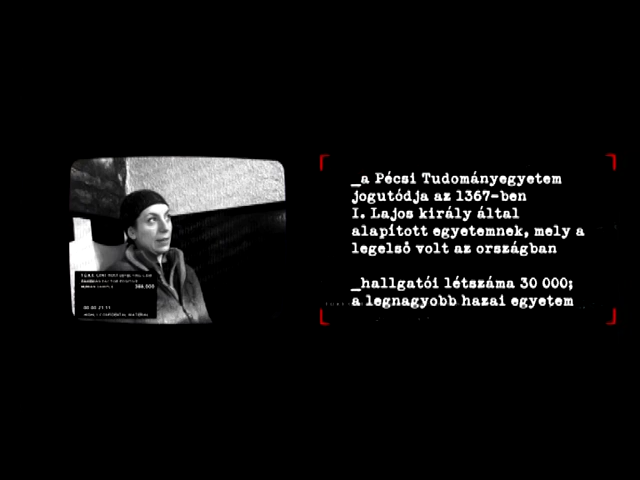 _a Pécsi Tudományegyetem
jogutódja az 1367-ben
I. Lajos király által
alapított egyetemnek, mely a
legelső volt az országban
_hallgatói létszáma 30 000;
a legnagyobb hazai egyetem